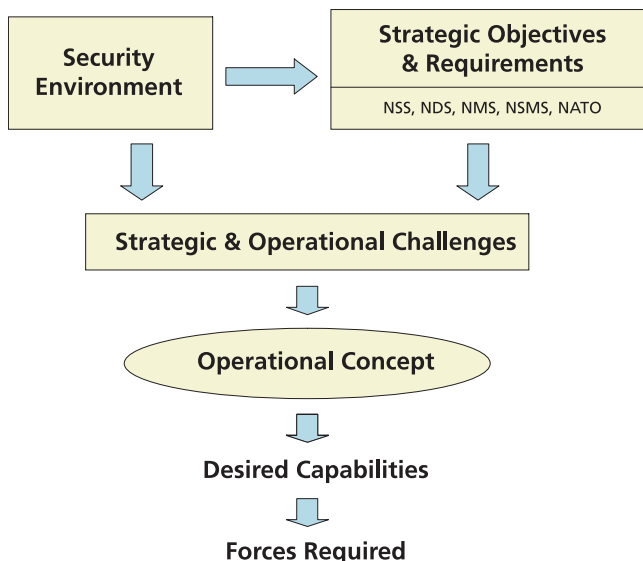 Security
Environment
Strategic Objectives
& Requirements
NSS, NDS, NMS, NSMS, NATO
Strategic & Operational Challenges
Operational Concept
Desired Capabilities
Forces Required